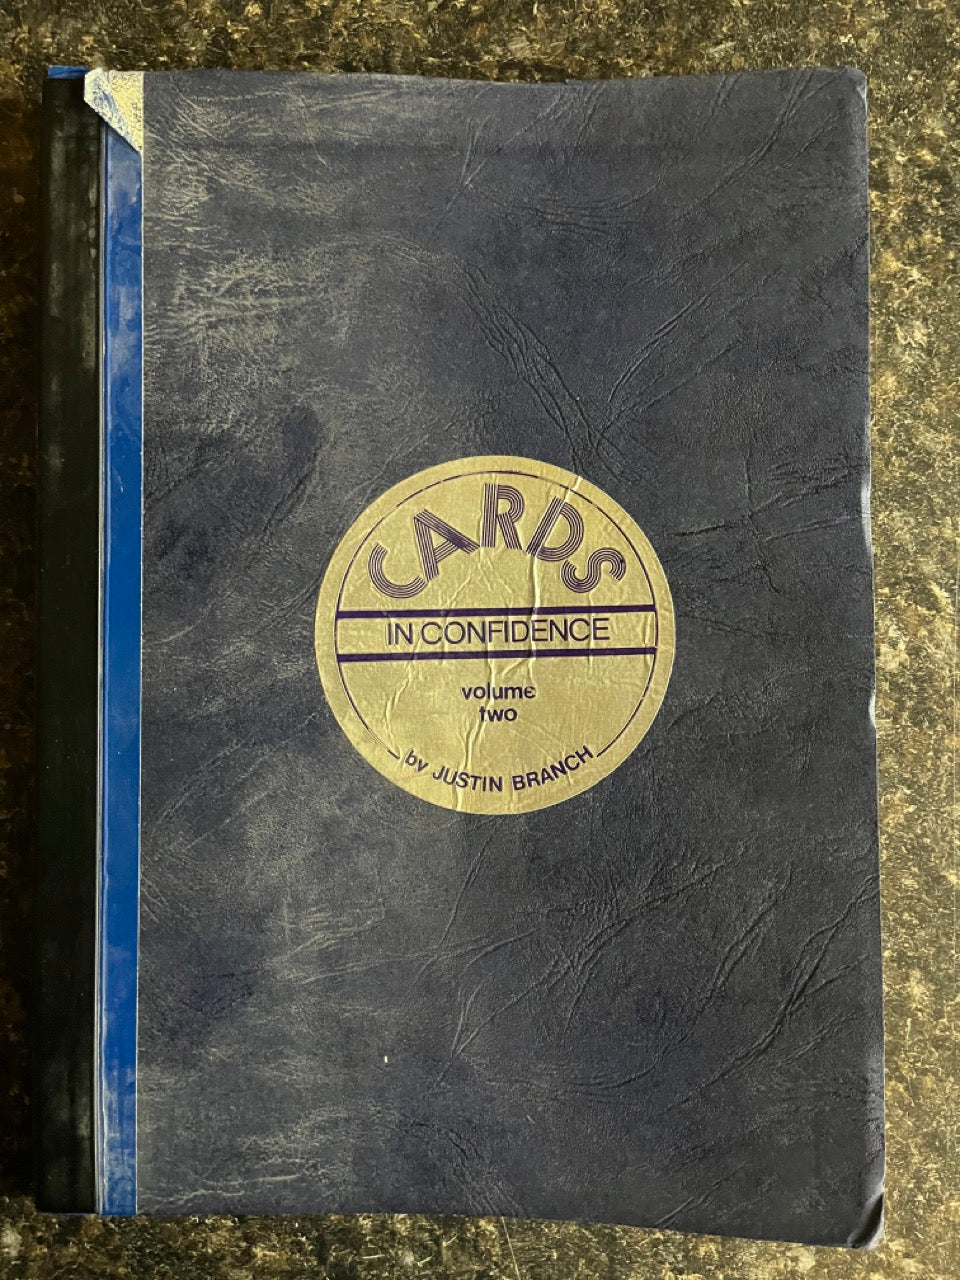 CARDS
IN CONFIDENCE
volume
two
by JUSTIN BRANCH